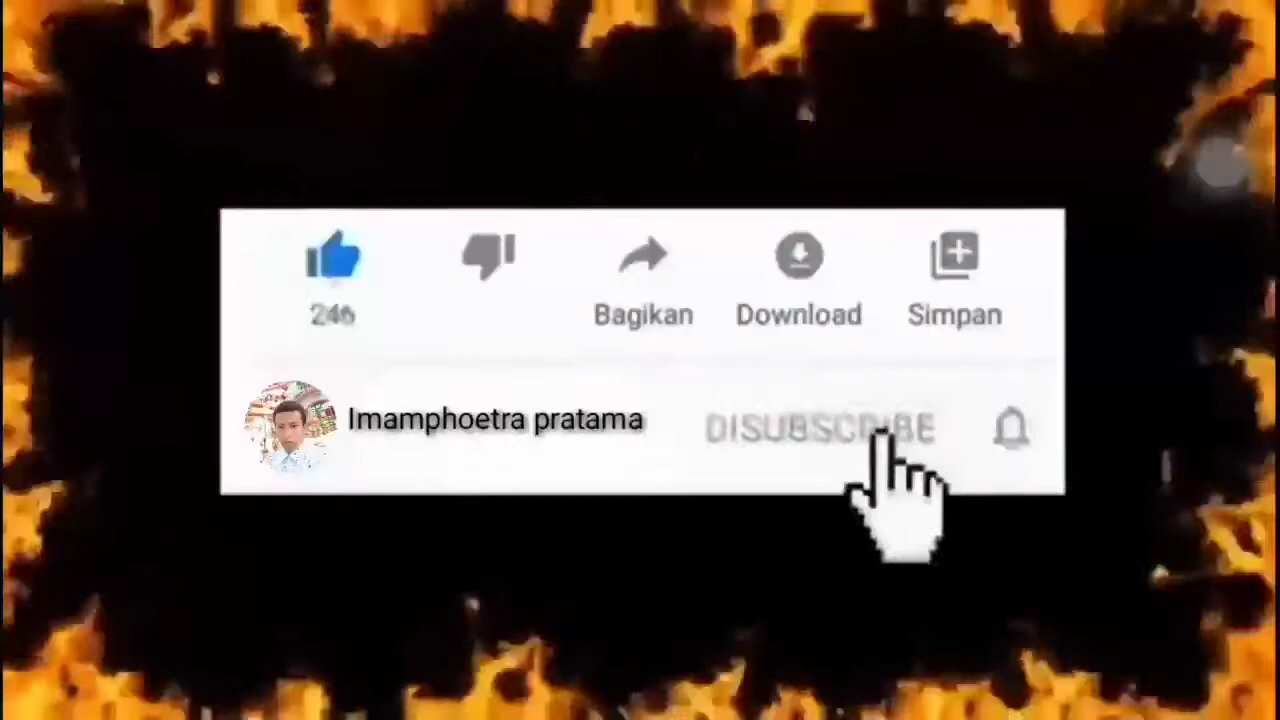 246
Bagikan
Download
Simpan
Imamphoetra pratama
DISUBSCRIBE